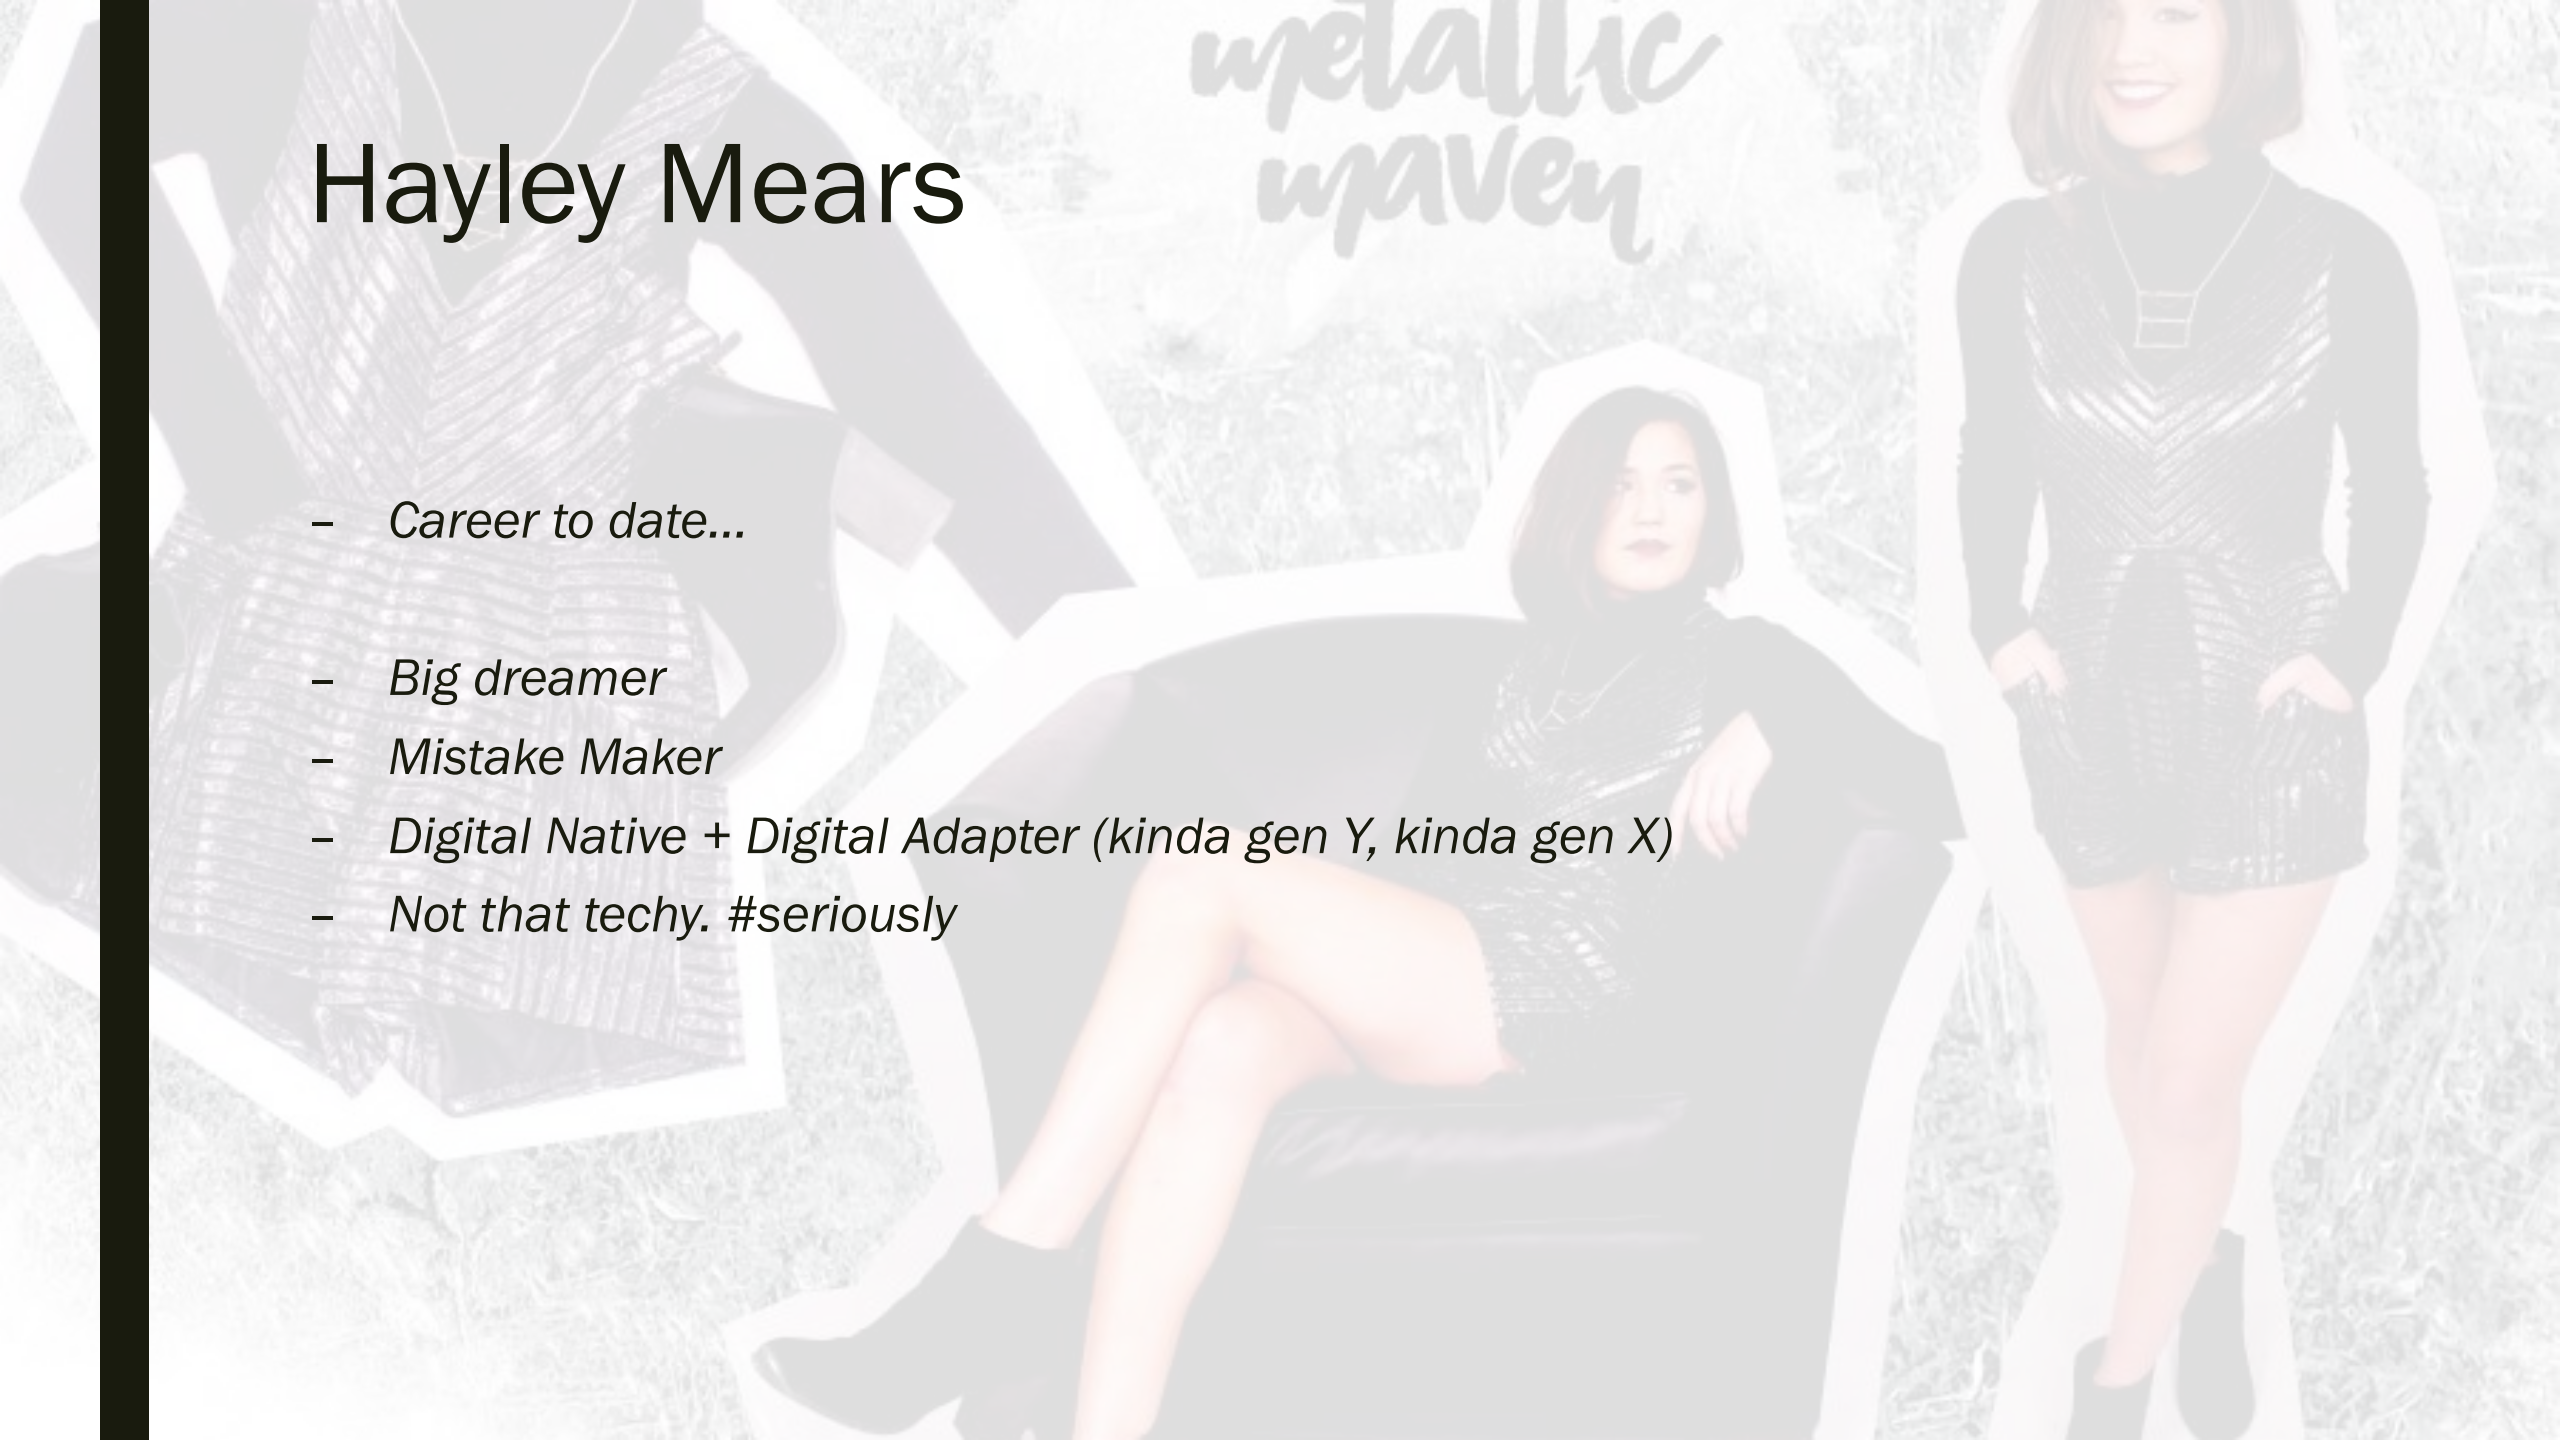 metallic
maven
Hayley Mears
– Career to date…
– Big dreamer
– Mistake Maker
– Digital Native + Digital Adapter (kinda gen Y, kinda gen X)
– Not that techy. #seriously